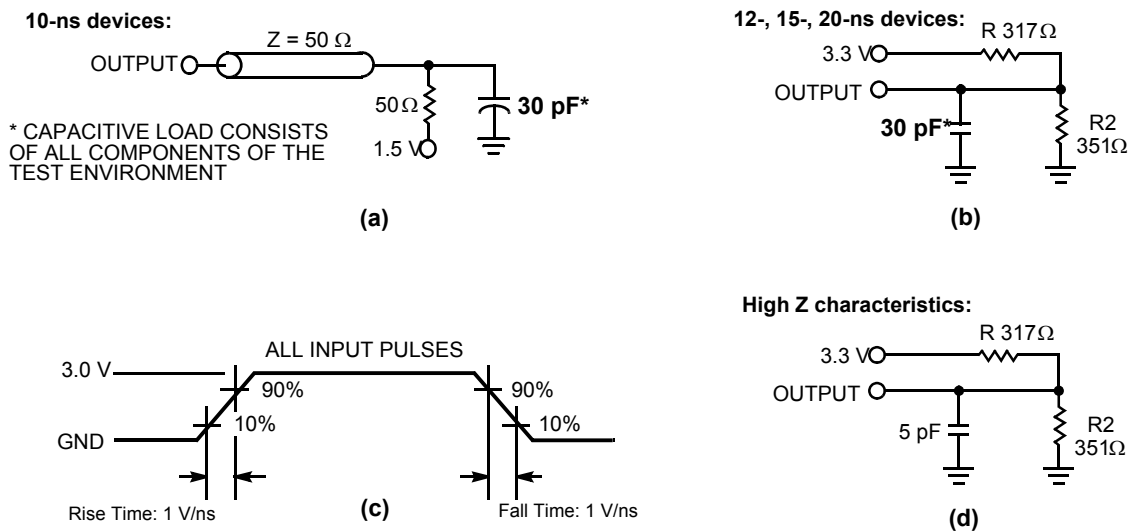 10-ns devices:
Z = 50 Ω
OUTPUT
50Ω
30 pF*
1.5 V
* CAPACITIVE LOAD CONSISTS
OF ALL COMPONENTS OF THE
TEST ENVIRONMENT
(a)
12-, 15-, 20-ns devices:
R 317Ω
3.3 V
OUTPUT
30 pF*
R2
351Ω
(b)
ALL INPUT PULSES
3.0 V
90%
90%
10%
10%
GND
Rise Time: 1 V/ns
(c)
Fall Time: 1 V/ns
High Z characteristics:
R 317Ω
3.3 V
OUTPUT
5 pF
R2
351Ω
(d)